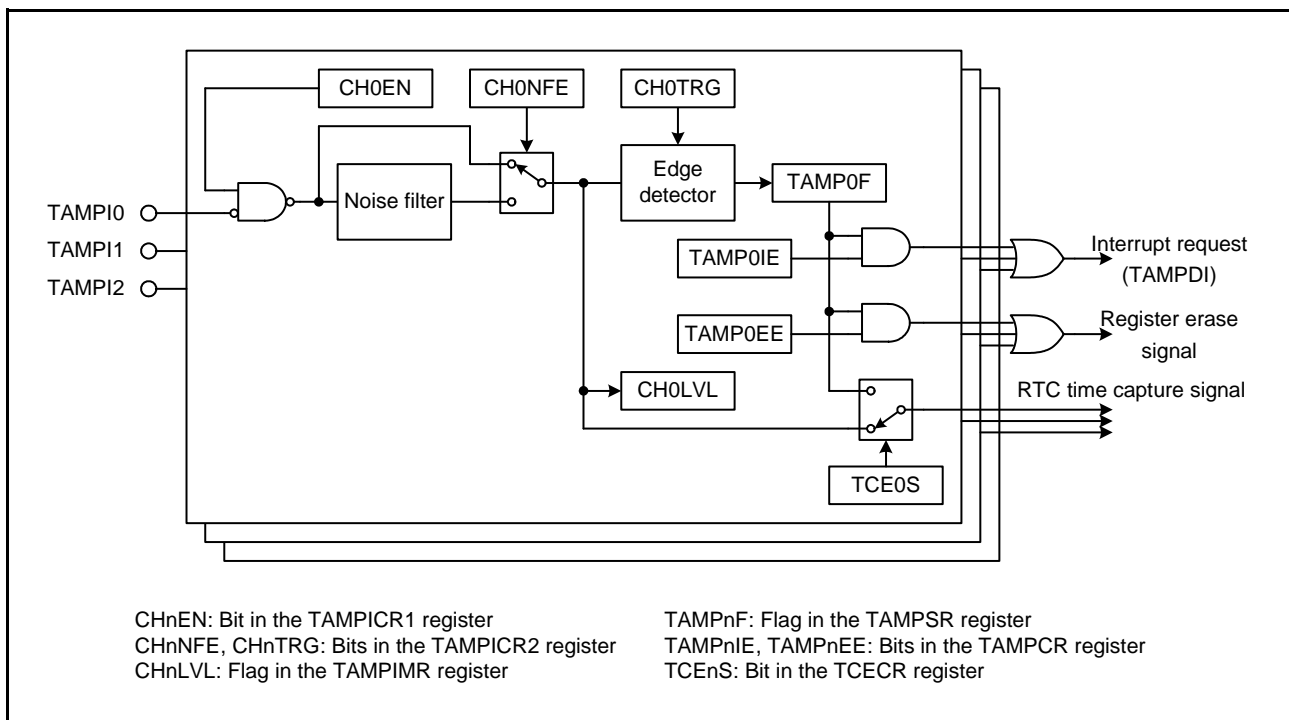 CH0EN
CH0NFE
CH0TRG
Noise filter
Edge
detector
TAMP0F
TAMPI0
TAMPI1
TAMPI2
TAMP0IE
Interrupt request
(TAMPDI)
TAMP0EE
Register erase
signal
CH0LVL
RTC time capture signal
TCE0S
CHnEN: Bit in the TAMPICR1 register
CHnNFE, CHnTRG: Bits in the TAMPICR2 register
CHnLVL: Flag in the TAMPIMR register
TAMPnF: Flag in the TAMPSR register
TAMPnIE, TAMPnEE: Bits in the TAMPCR register
TCEnS: Bit in the TCECR register